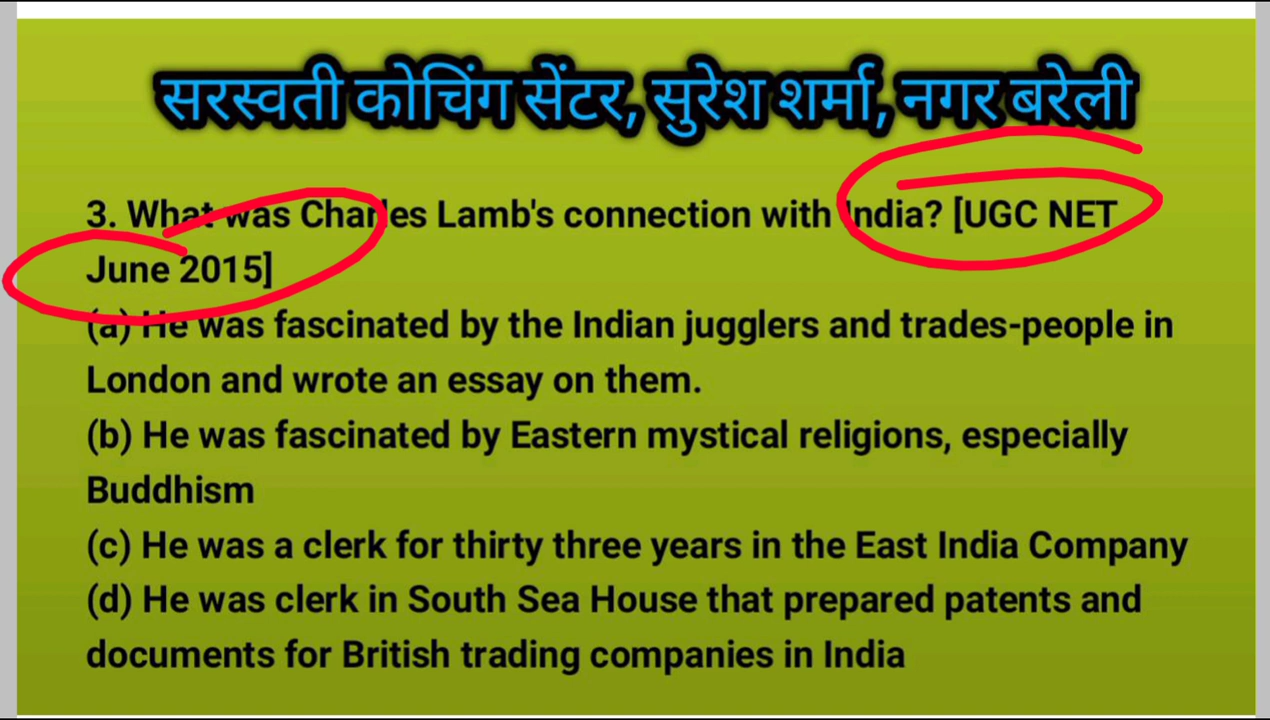 सरस्वती कोचिंग सेंटर, सुरेश शर्मा, नगर बरेली
3. What was Charles Lamb's connection with India? [UGC NET
June 2015]
(a) He was fascinated by the Indian jugglers and trades-people in
London and wrote an essay on them.
(b) He was fascinated by Eastern mystical religions, especially
Buddhism
(c) He was a clerk for thirty three years in the East India Company
(d) He was clerk in South Sea House that prepared patents and
documents for British trading companies in India